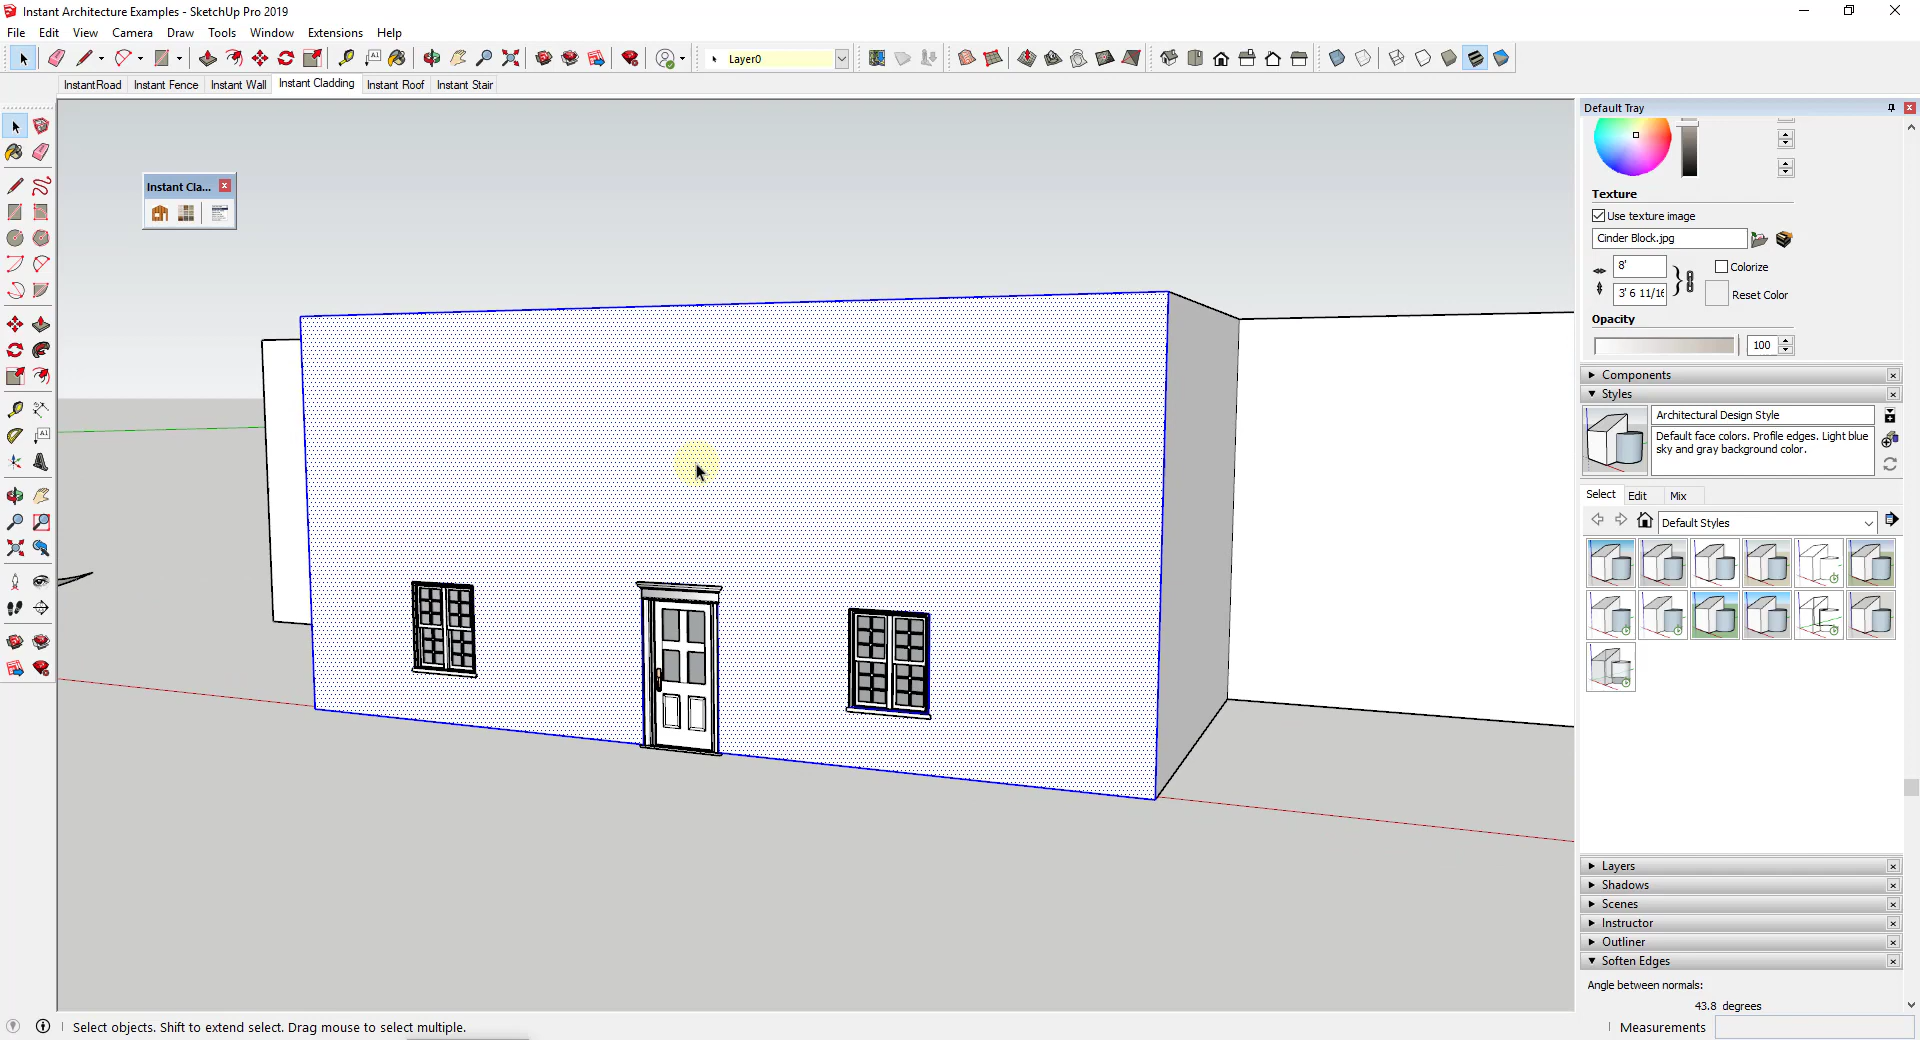 Instant Architecture Examples - SketchUp Pro 2019
File Edit View Camera Draw Tools Window Extensions Help
Layer0
InstantRoad Instant Fence Instant Wall Instant Cladding Instant Roof Instant Stair
Default Tray
Instant Cla...
Texture
Use texture image
Cinder Block.jpg
8' Colorize
3' 6 11/16 Reset Color
Opacity
100
Components
Styles
Architectural Design Style
Default face colors. Profile edges. Light blue
sky and gray background color.
Select Edit Mix
Default Styles
Layers
Shadows
Scenes
Instructor
Outliner
Soften Edges
Angle between normals:
43.8 degrees
Select objects. Shift to extend select. Drag mouse to select multiple.
Measurements